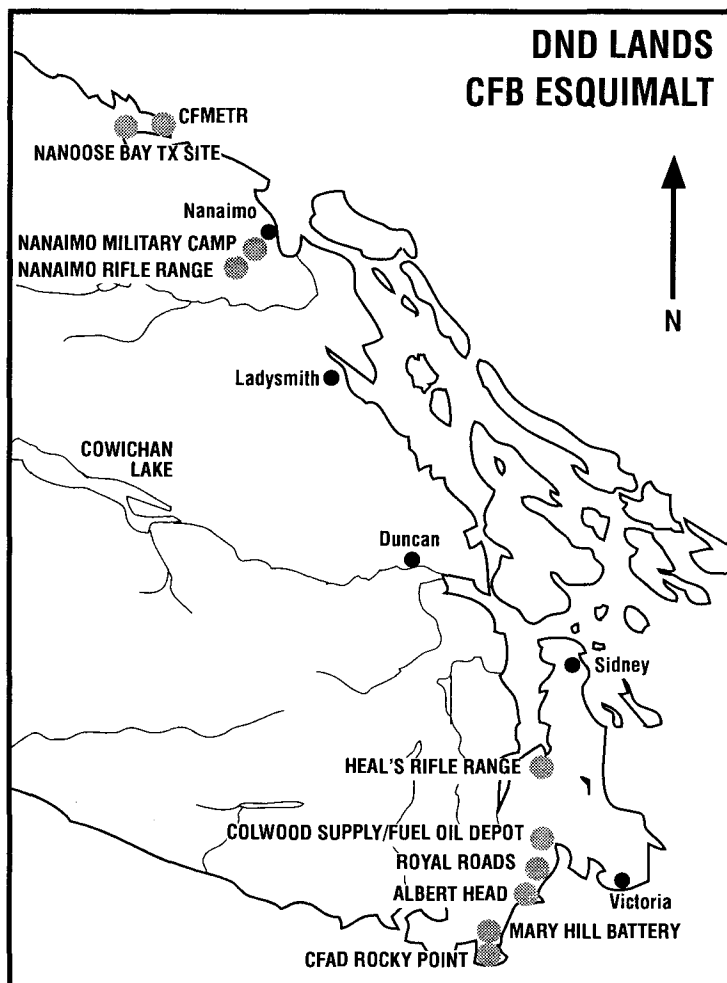 DND LANDS
CFB ESQUIMALT
CFMETR
NANOOSE BAY TX SITE
Nanaimo
NANAIMO MILITARY CAMP
NANAIMO RIFLE RANGE
N
Ladysmith
COWICHAN
LAKE
Duncan
Sidney
HEAL'S RIFLE RANGE
COLWOOD SUPPLY/FUEL OIL DEPOT
ROYAL ROADS
ALBERT HEAD
Victoria
MARY HILL BATTERY
CFAD ROCKY POINT